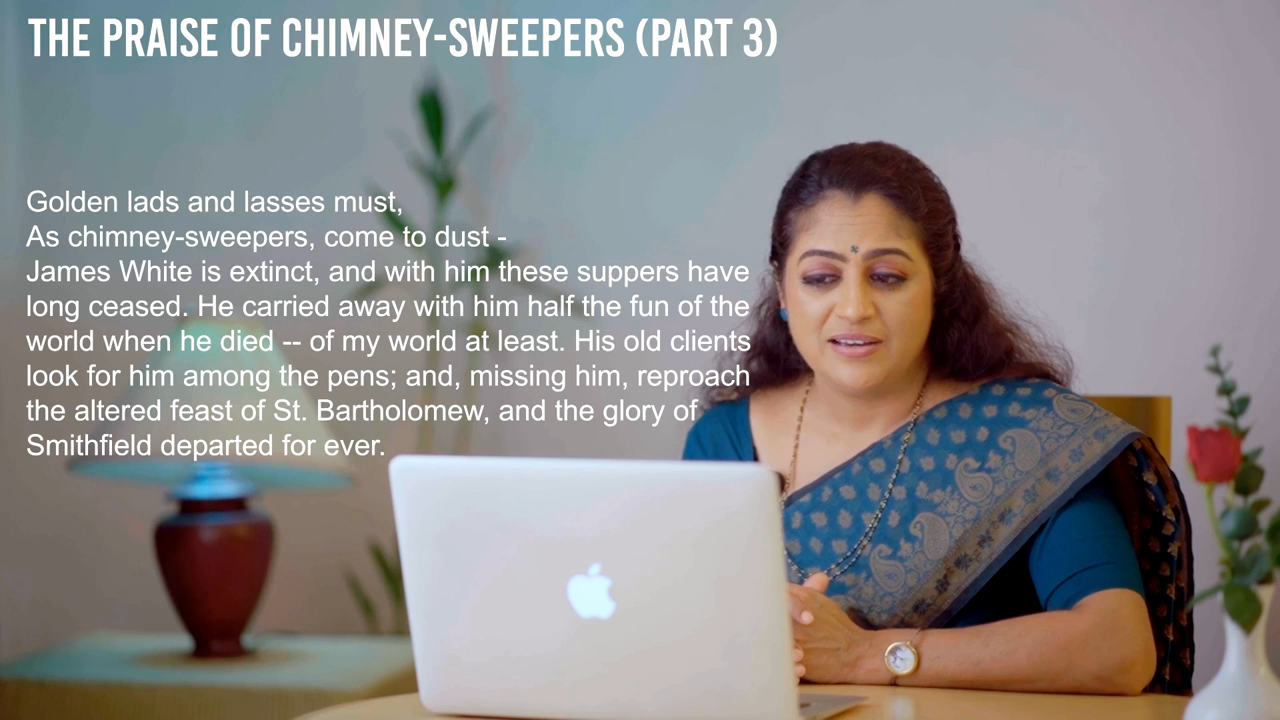 THE PRAISE OF CHIMNEY-SWEEPERS (PART 3)
Golden lads and lasses must,
As chimney-sweepers, come to dust -
James White is extinct, and with him these suppers have
long ceased. He carried away with him half the fun of the
world when he died -- of my world at least. His old clients
look for him among the pens; and, missing him, reproach
the altered feast of St. Bartholomew, and the glory of
Smithfield departed for ever.